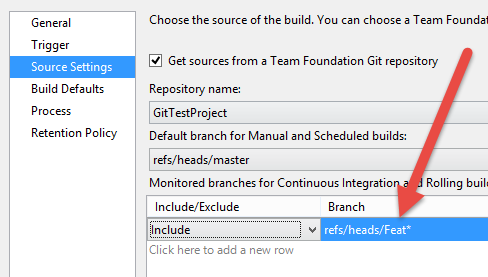 General
Trigger
Source Settings
Build Defaults
Process
Retention Policy
Choose the source of the build. You can choose a Team Founda
Get sources from a Team Foundation Git repository
Repository name:
GitTestProject
Default branch for Manual and Scheduled builds:
refs/heads/master
Monitored branches for Continuous Integration and Rolling buil
Include/Exclude Branch
Include refs/heads/Feat*
Click here to add a new row